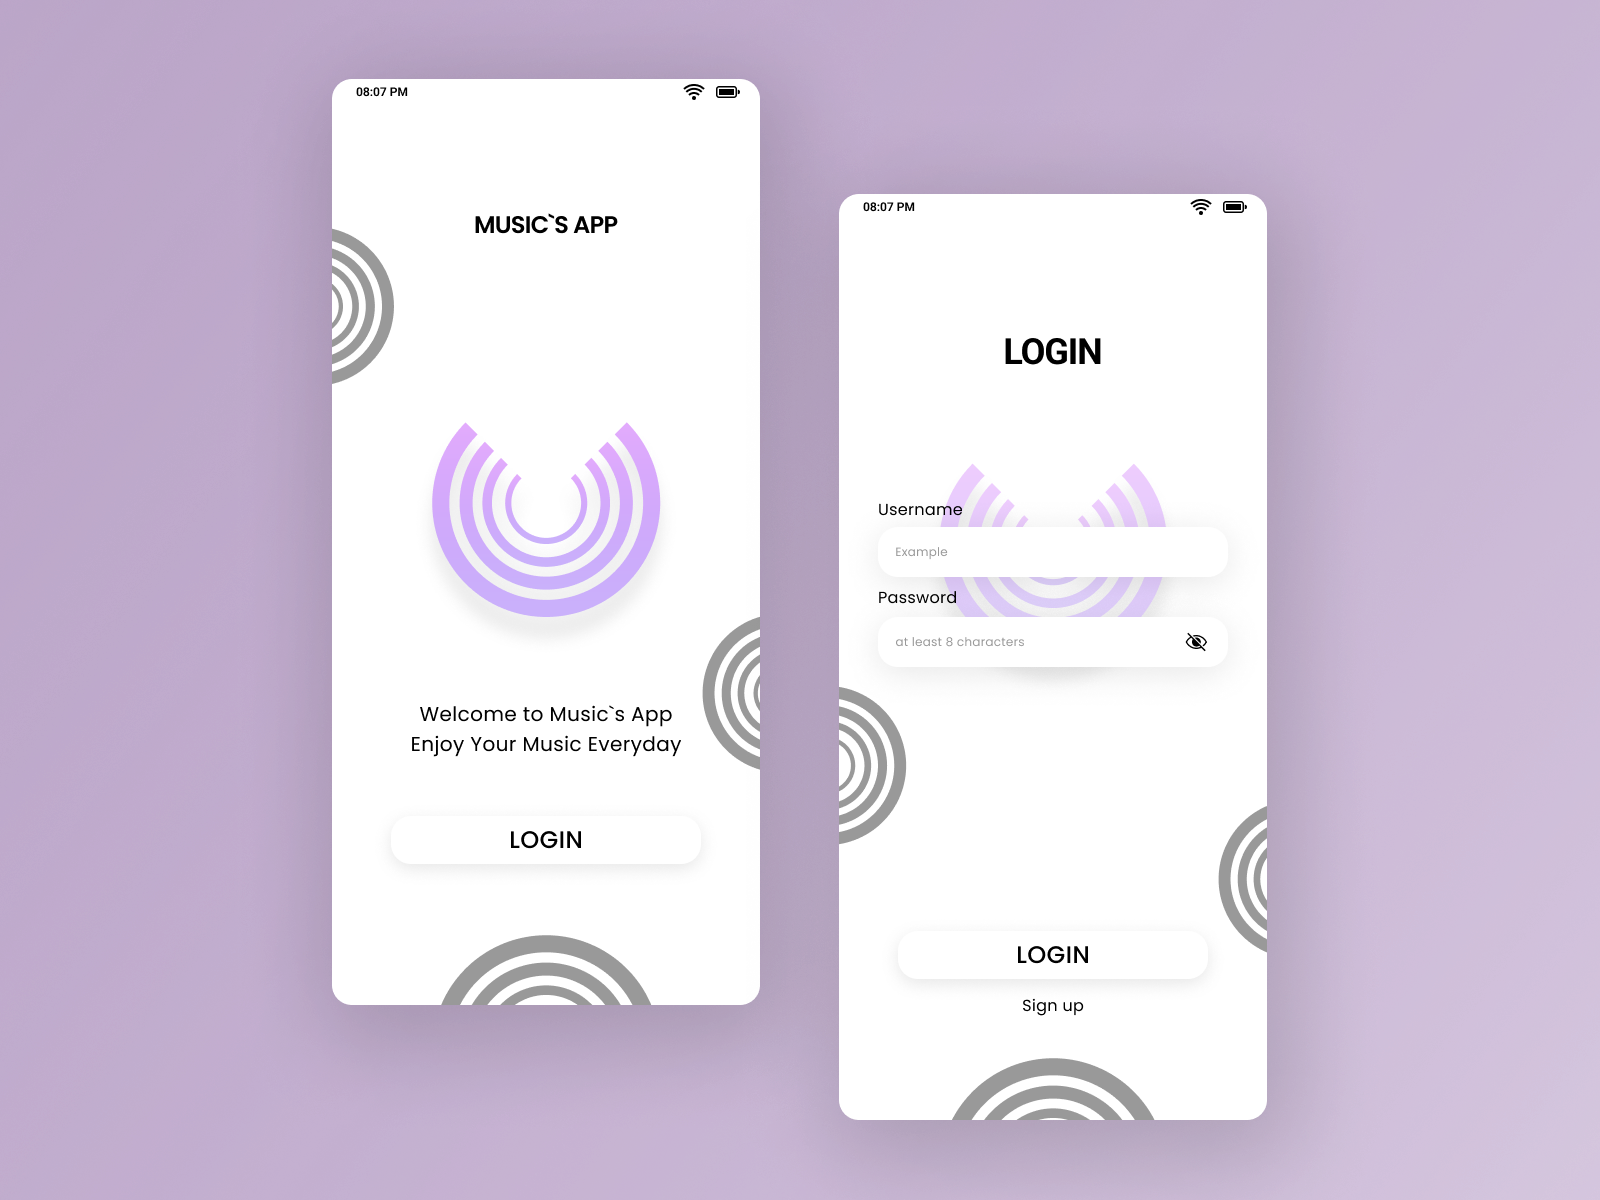 08:07 PM
MUSIC`S APP
Welcome to Music`s App
Enjoy Your Music Everyday
LOGIN
08:07 PM
LOGIN
Username
Example
Password
at least 8 characters
LOGIN
Sign up